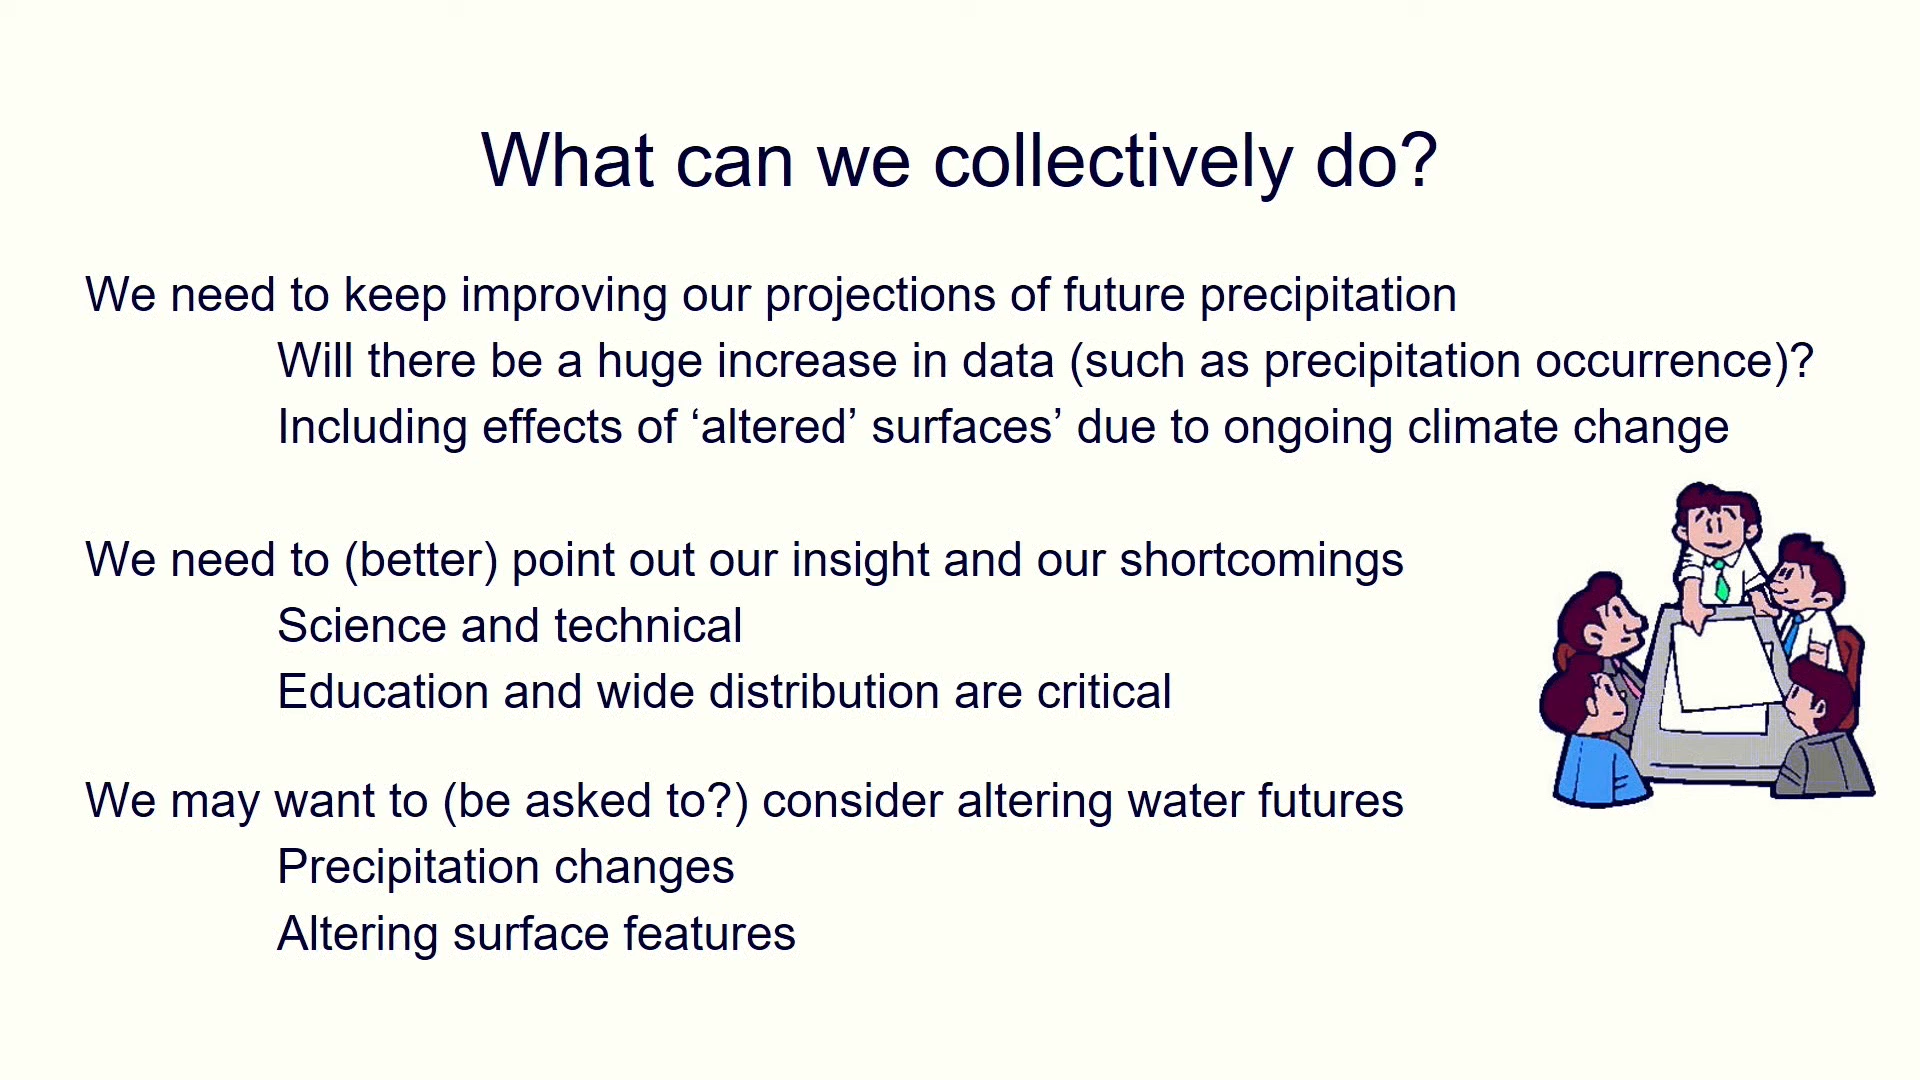 What can we collectively do?
We need to keep improving our projections of future precipitation
Will there be a huge increase in data (such as precipitation occurrence)?
Including effects of ‘altered’ surfaces’ due to ongoing climate change
We need to (better) point out our insight and our shortcomings
Science and technical
Education and wide distribution are critical
We may want to (be asked to?) consider altering water futures
Precipitation changes
Altering surface features